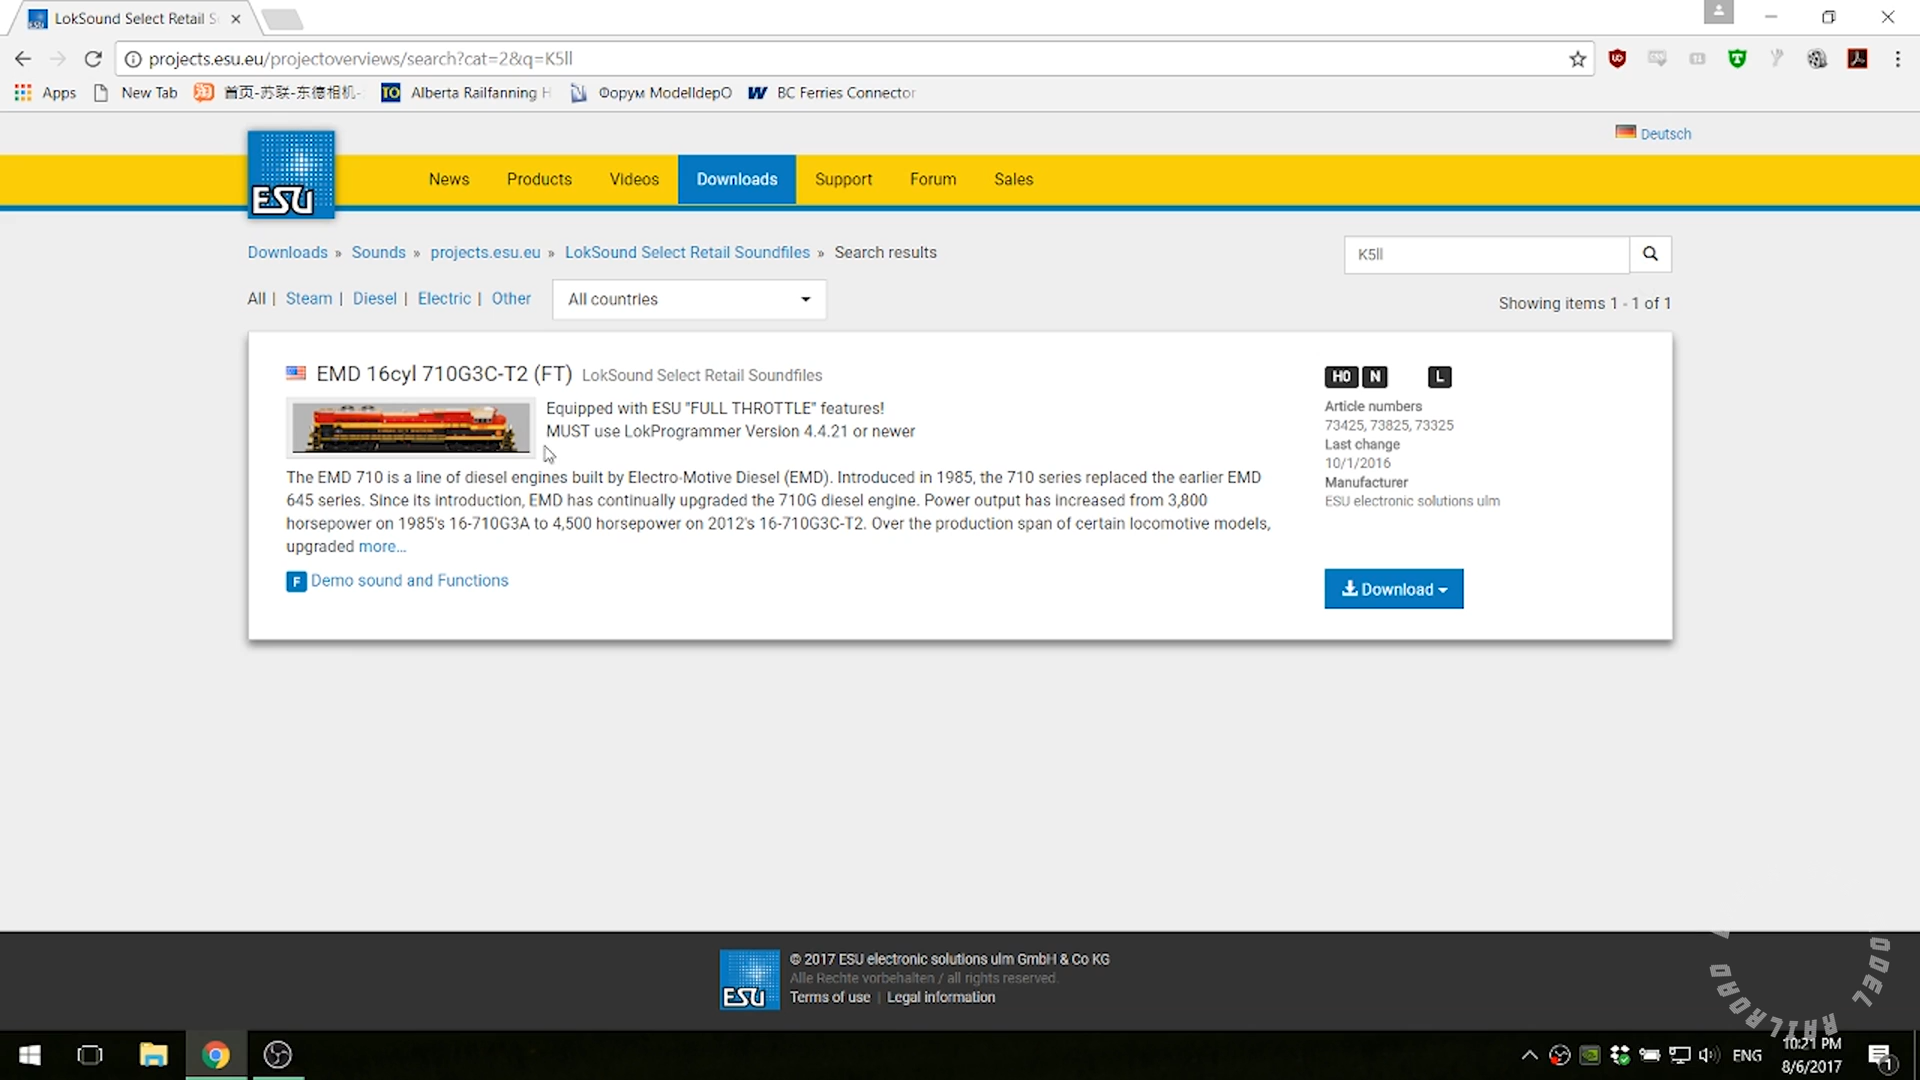 LokSound Select Retail S
projects.esu.eu/projectoverviews/search?cat=2&q=K5ll
Apps New Tab 首页-苏联-东德相机- TO Alberta Railfanning H Форум ModelldepO W BC Ferries Connector
Deutsch
ESU
News Products Videos Downloads Support Forum Sales
Downloads » Sounds » projects.esu.eu » LokSound Select Retail Soundfiles » Search results
K5ll
All | Steam | Diesel | Electric | Other
All countries
Showing items 1 - 1 of 1
EMD 16cyl 710G3C-T2 (FT) LokSound Select Retail Soundfiles
Equipped with ESU "FULL THROTTLE" features!
MUST use LokProgrammer Version 4.4.21 or newer
The EMD 710 is a line of diesel engines built by Electro-Motive Diesel (EMD). Introduced in 1985, the 710 series replaced the earlier EMD
645 series. Since its introduction, EMD has continually upgraded the 710G diesel engine. Power output has increased from 3,800
horsepower on 1985's 16-710G3A to 4,500 horsepower on 2012's 16-710G3C-T2. Over the production span of certain locomotive models,
upgraded more...
F Demo sound and Functions
H0 N L
Article numbers
73425, 73825, 73325
Last change
10/1/2016
Manufacturer
ESU electronic solutions ulm
Download
ESU
© 2017 ESU electronic solutions ulm GmbH & Co KG
Alle Rechte vorbehalten / all rights reserved.
Terms of use | Legal information
RAILROAD
ODEL
ENG
10:21 PM
8/6/2017
1